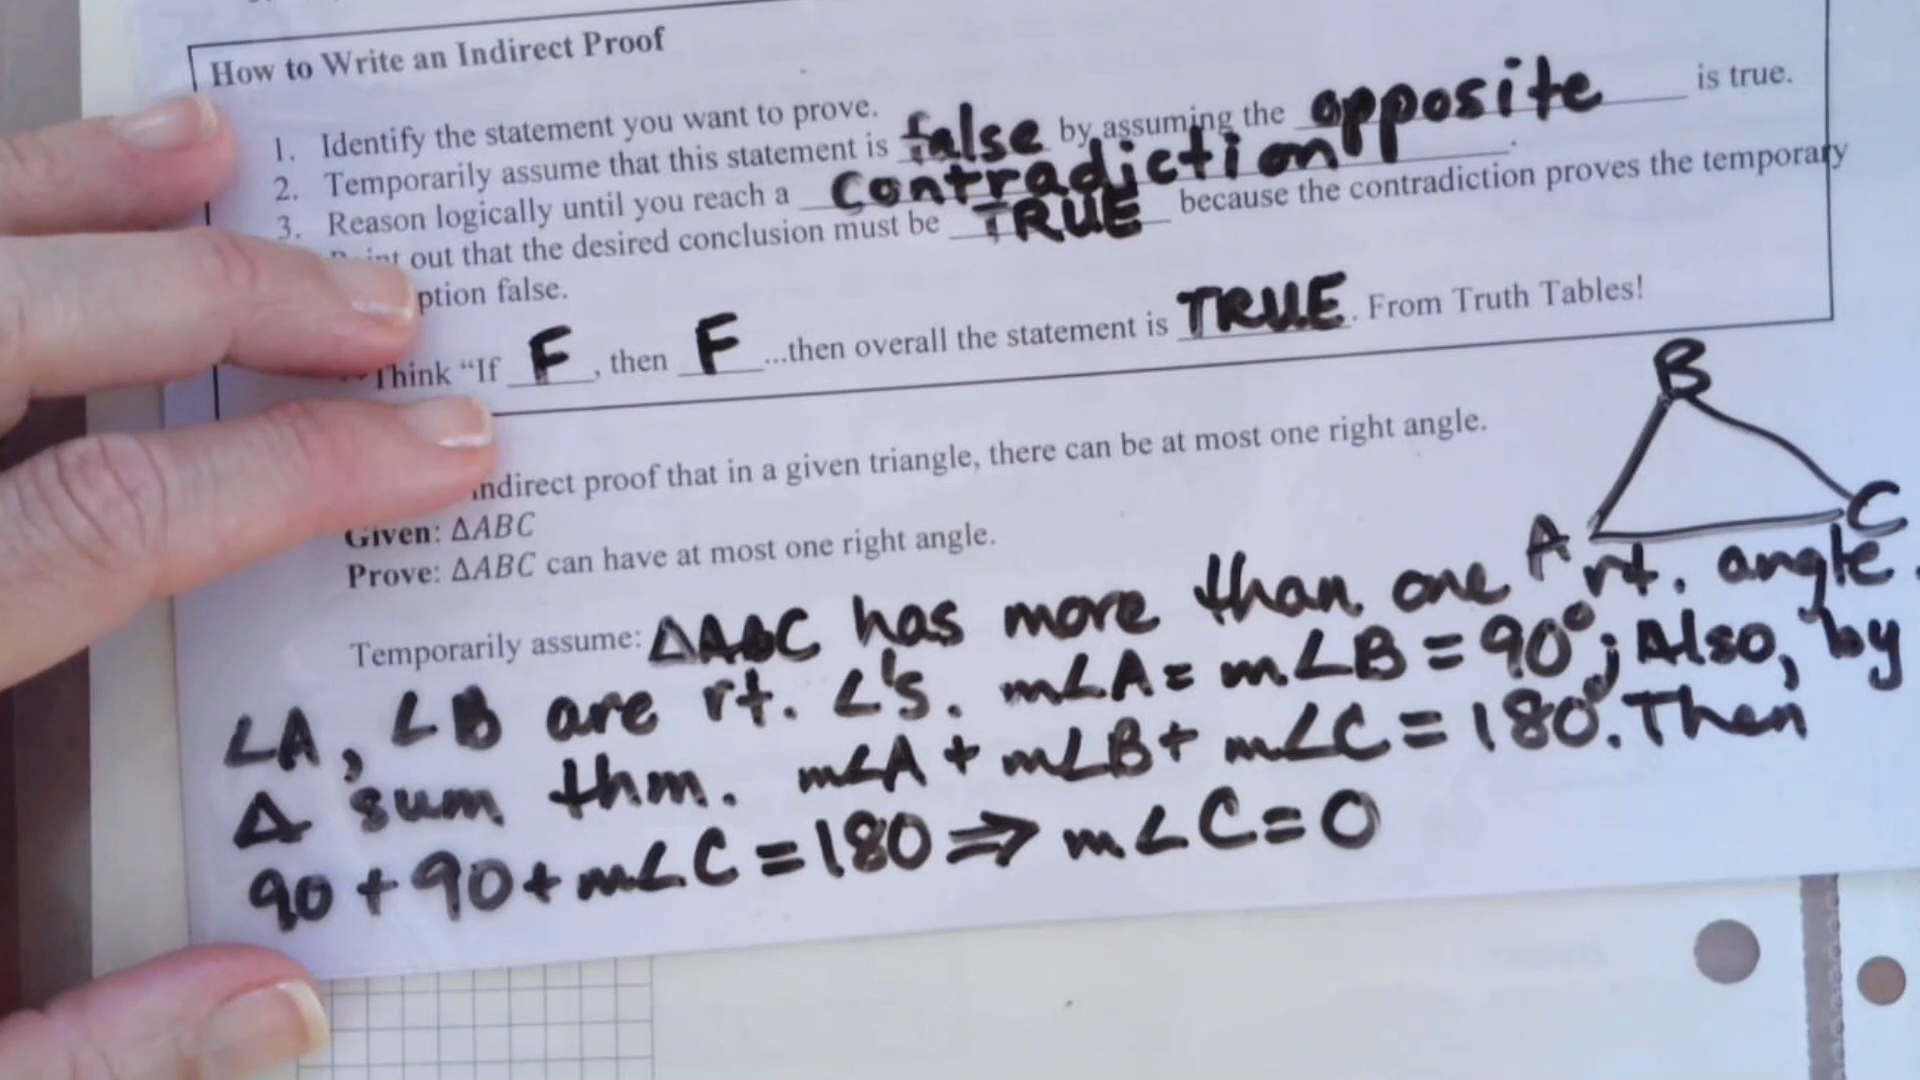 How to Write an Indirect Proof
1. Identify the statement you want to prove.
2. Temporarily assume that this statement is false by assuming the opposite is true.
3. Reason logically until you reach a contradiction.
out that the desired conclusion must be TRUE because the contradiction proves the temporary
ption false.
Think “If F, then F ...then overall the statement is TRUE. From Truth Tables!
indirect proof that in a given triangle, there can be at most one right angle.
Given: ΔABC
Prove: ΔABC can have at most one right angle.
B
A
C
Temporarily assume: ΔABC has more than one rt. angle.
∠A, ∠B are rt. ∠'s. m∠A = m∠B = 90°; Also, by
Δ sum thm. m∠A + m∠B + m∠C = 180°. Then
90 + 90 + m∠C = 180 ⇒ m∠C = 0